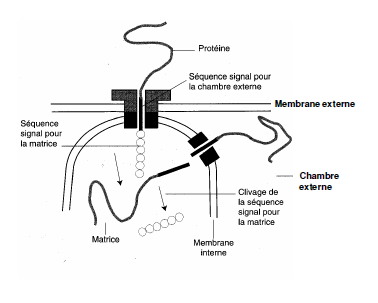 Protéine
Séquence signal pour
la chambre externe
Membrane externe
Séquence
signal pour
la matrice
Chambre
externe
Clivage de
la séquence
signal pour
la matrice
Matrice
Membrane
interne